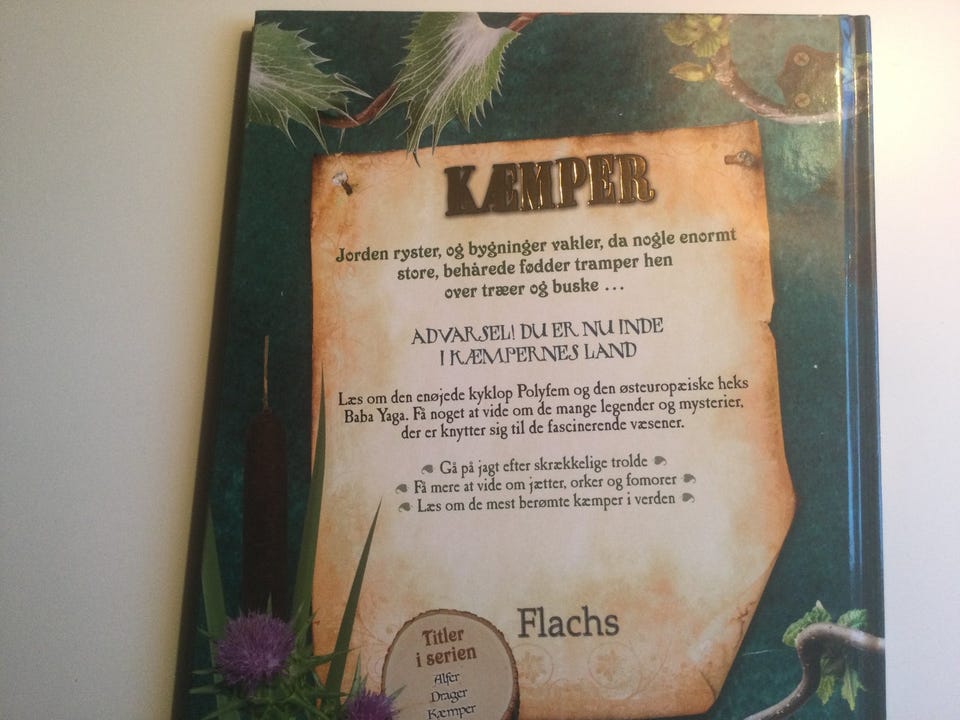 KÆMPER
Jorden ryster, og bygninger vakler, da nogle enormt
store, behårede fødder tramper hen
over træer og buske ...
ADVARSEL! DU ER NU INDE
I KÆMPERNES LAND
Læs om den enøjede kyklop Polyfem og den østeuropæiske heks
Baba Yaga. Få noget at vide om de mange legender og mysterier,
der er knytter sig til de fascinerende væsener.
Gå på jagt efter skrækkelige trolde
Få mere at vide om jætter, orker og fomorer
Læs om de mest berømte kæmper i verden
Flachs
Titler
i serien
Alfer
Drager
Kæmper